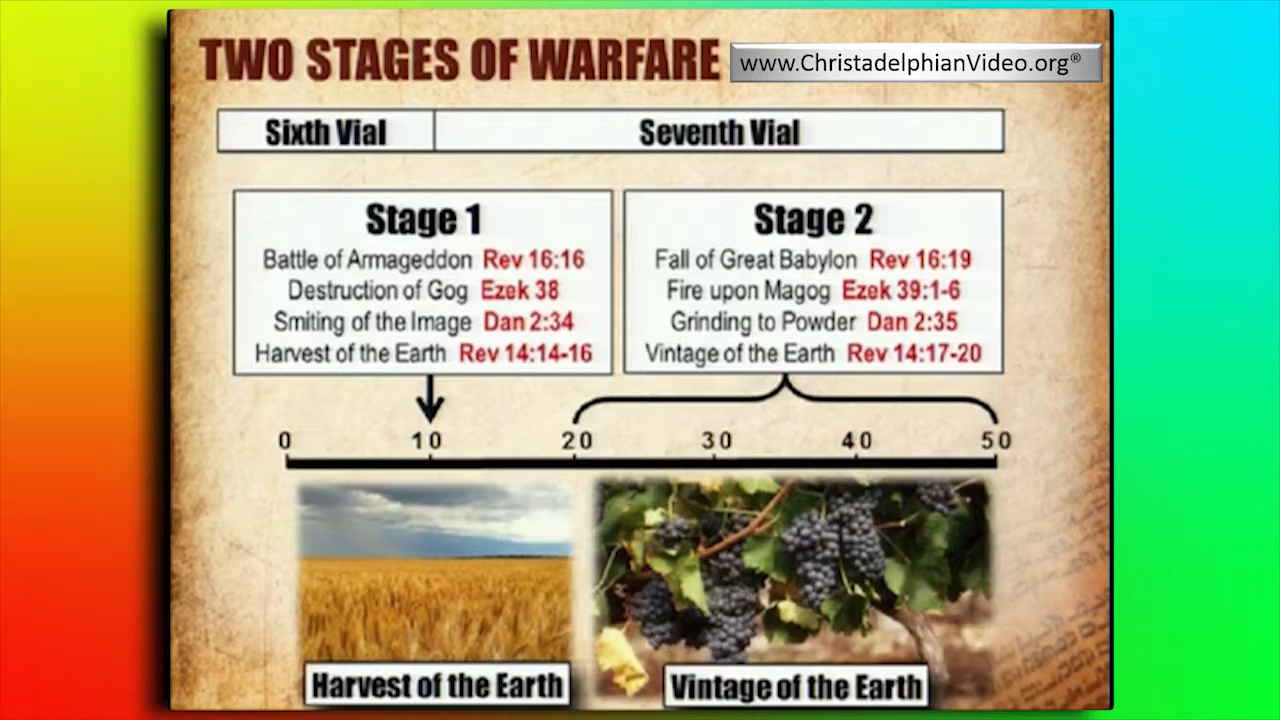 TWO STAGES OF WARFARE
www.ChristadelphianVideo.org®
Sixth Vial
Seventh Vial
Stage 1
Battle of Armageddon Rev 16:16
Destruction of Gog Ezek 38
Smiting of the Image Dan 2:34
Harvest of the Earth Rev 14:14-16
Stage 2
Fall of Great Babylon Rev 16:19
Fire upon Magog Ezek 39:1-6
Grinding to Powder Dan 2:35
Vintage of the Earth Rev 14:17-20
0 10 20 30 40 50
Harvest of the Earth
Vintage of the Earth